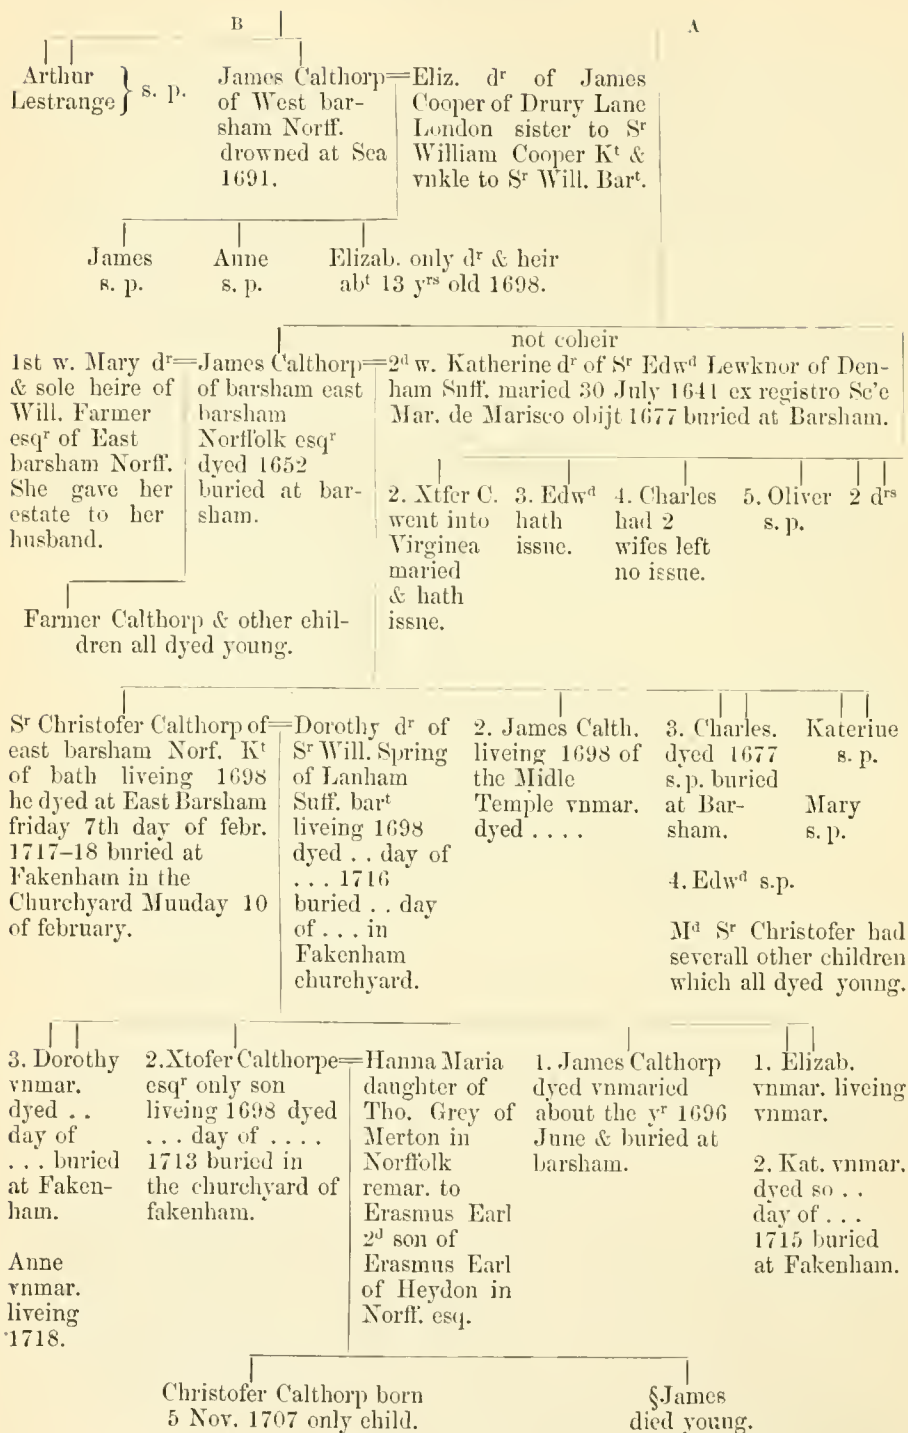 B
A
Arthur
Lestrange
} s. p.
James Calthorp=
of West bar-
sham Norff.
drowned at Sea
1691.
Eliz. dʳ of James
Cooper of Drury Lane
London sister to Sʳ
William Cooper Kᵗ &
vnkle to Sʳ Will. Barᵗ.
James
s. p.
Anne
s. p.
Elizab. only dʳ & heir
abᵗ 13 yʳˢ old 1698.
1st w. Mary dʳ=
& sole heire of
Will. Farmer
esqʳ of East
barsham Norff.
She gave her
estate to her
husband.
James Calthorp=
of barsham east
barsham
Norffolk esqʳ
dyed 1652
buried at bar-
sham.
not coheir
2ᵈ w. Katherine dʳ of Sʳ Edwᵈ Lewknor of Den-
ham Suff. maried 30 July 1641 ex registro Sc'e
Mar. de Marisco obijt 1677 buried at Barsham.
2. Xtfer C.
went into
Virginea
maried
& hath
issue.
3. Edwᵈ
hath
issue.
4. Charles
had 2
wifes left
no issue.
5. Oliver
s. p.
2 dʳˢ
Farmer Calthorp & other chil-
dren all dyed young.
Sʳ Christofer Calthorp of=
east barsham Norf. Kᵗ
of bath liveing 1698
he dyed at East Barsham
friday 7th day of febr.
1717–18 buried at
Fakenham in the
Churchyard Munday 10
of february.
Dorothy dʳ of
Sʳ Will. Spring
of Lanham
Suff. barᵗ
liveing 1698
dyed . . day of
. . . 1716
buried . . day
of . . . in
Fakenham
churchyard.
2. James Calth.
liveing 1698 of
the Midle
Temple vnmar.
dyed . . . .
3. Charles.
dyed 1677
s. p. buried
at Bar-
sham.
4. Edwᵈ s.p.
Katerine
s. p.
Mary
s. p.
Mᵈ Sʳ Christofer had
severall other children
which all dyed young.
3. Dorothy
vnmar.
dyed . .
day of
. . . buried
at Faken-
ham.
Anne
vnmar.
liveing
1718.
2. Xtofer Calthorpe=
esqʳ only son
liveing 1698 dyed
. . . day of . . . .
1713 buried in
the churchyard of
fakenham.
Hanna Maria
daughter of
Tho. Grey of
Merton in
Norffolk
remar. to
Erasmus Earl
2ᵈ son of
Erasmus Earl
of Heydon in
Norff. esq.
1. James Calthorp
dyed vnmaried
about the yʳ 1696
June & buried at
barsham.
1. Elizab.
vnmar. liveing
vnmar.
2. Kat. vnmar.
dyed so . .
day of . . .
1715 buried
at Fakenham.
Christofer Calthorp born
5 Nov. 1707 only child.
§James
died young.